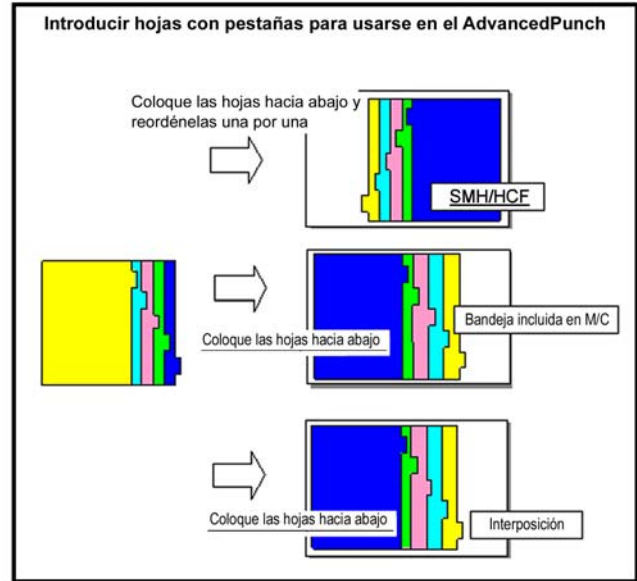 Introducir hojas con pestañas para usarse en el AdvancedPunch
Coloque las hojas hacia abajo y
reordénelas una por una
SMH/HCF
Coloque las hojas hacia abajo
Bandeja incluida en M/C
Coloque las hojas hacia abajo
Interposición